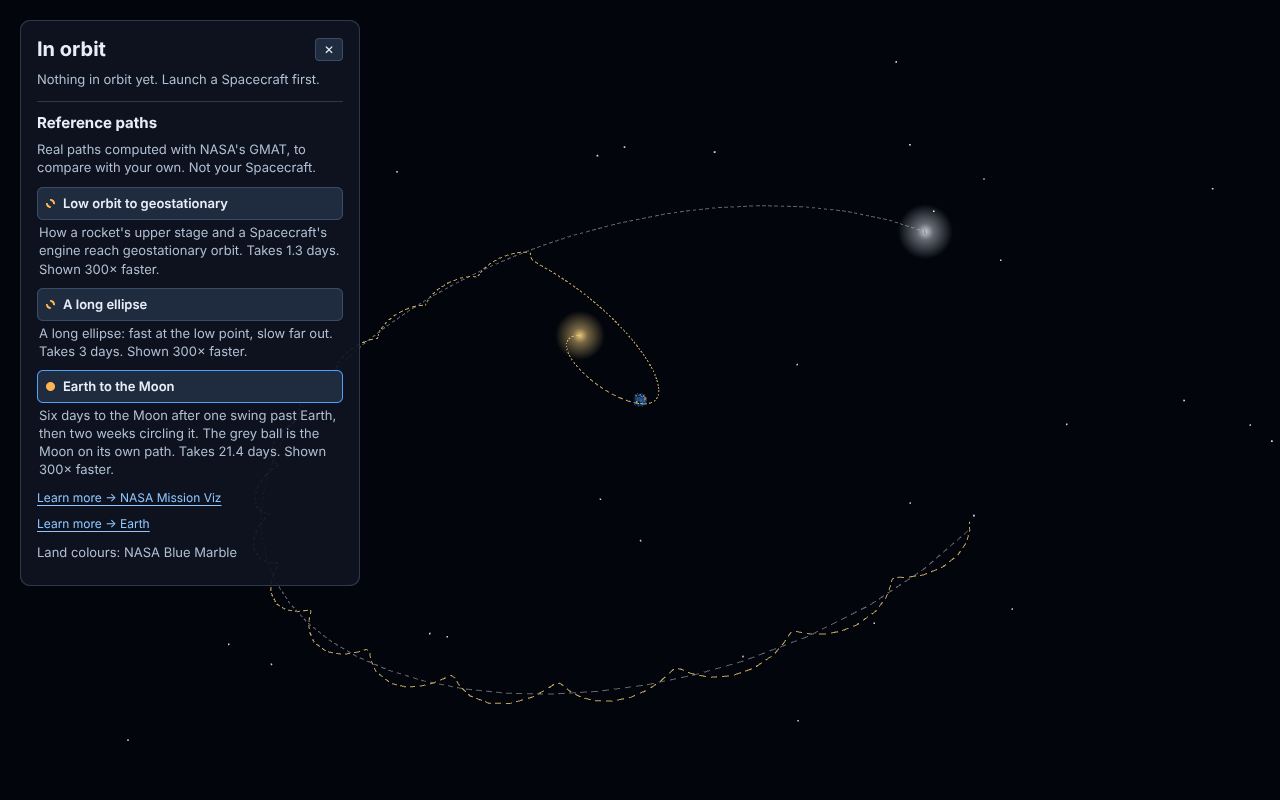 In orbit
✕
Nothing in orbit yet. Launch a Spacecraft first.
Reference paths
Real paths computed with NASA's GMAT, to
compare with your own. Not your Spacecraft.
Low orbit to geostationary
How a rocket's upper stage and a Spacecraft's
engine reach geostationary orbit. Takes 1.3 days.
Shown 300× faster.
A long ellipse
A long ellipse: fast at the low point, slow far out.
Takes 3 days. Shown 300× faster.
Earth to the Moon
Six days to the Moon after one swing past Earth,
then two weeks circling it. The grey ball is the
Moon on its own path. Takes 21.4 days. Shown
300× faster.
Learn more → NASA Mission Viz
Learn more → Earth
Land colours: NASA Blue Marble